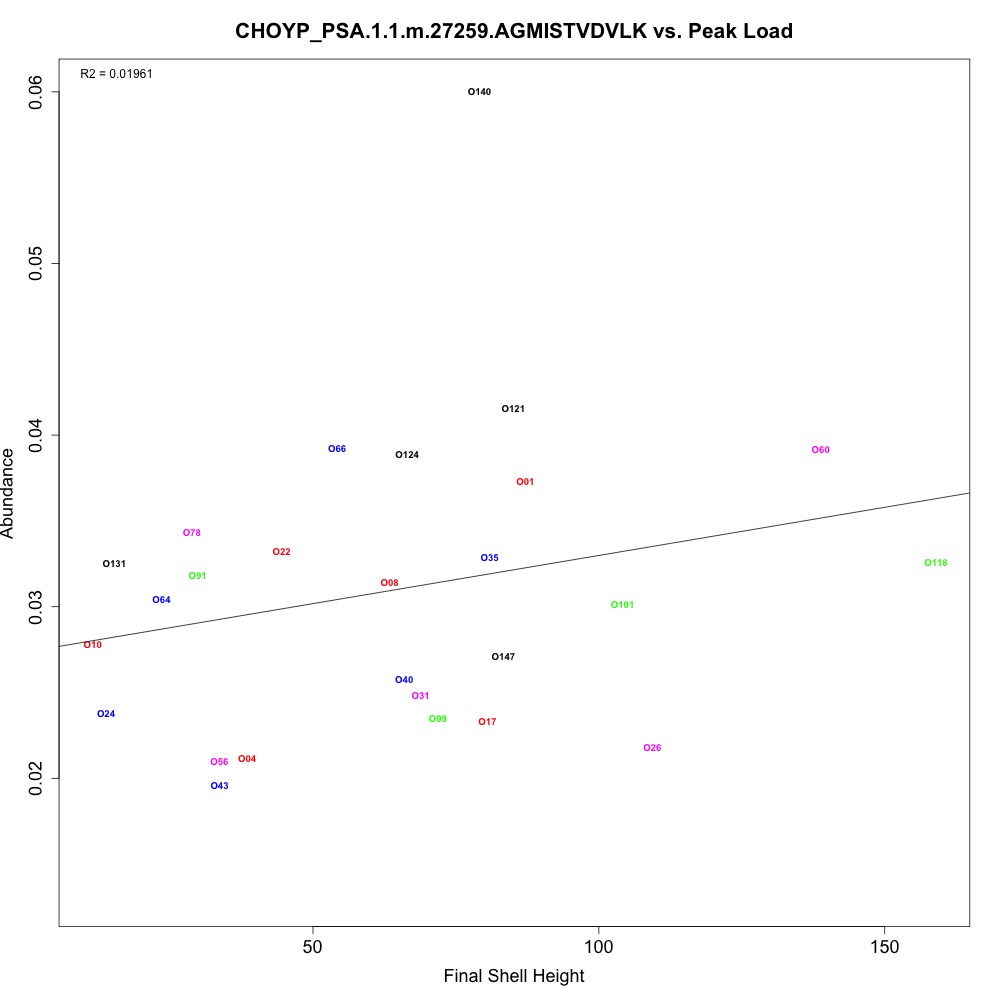 CHOYP_PSA.1.1.m.27259.AGMISTVDVLK vs. Peak Load
R2 = 0.01961
0.06
O140
0.05
O121
0.04
O66
O124
O60
O01
Abundance
O78
O22
O35
O131
O118
O91
O08
O64
O101
0.03
O10
O147
O40
O31
O24
O99
O17
O26
O04
O56
0.02
O43
50
100
150
Final Shell Height